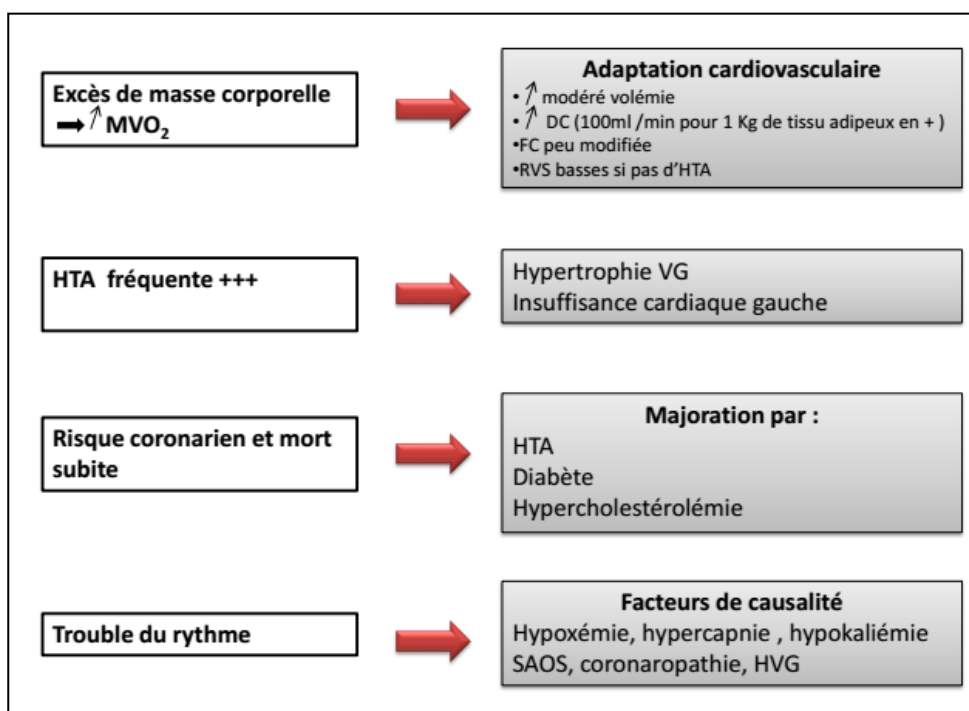 Excès de masse corporelle
➡↗ MVO₂
Adaptation cardiovasculaire
• ↗ modéré volémie
• ↗ DC (100ml /min pour 1 Kg de tissu adipeux en + )
•FC peu modifiée
•RVS basses si pas d'HTA
HTA fréquente +++
Hypertrophie VG
Insuffisance cardiaque gauche
Risque coronarien et mort
subite
Majoration par :
HTA
Diabète
Hypercholestérolémie
Trouble du rythme
Facteurs de causalité
Hypoxémie, hypercapnie , hypokaliémie
SAOS, coronaropathie, HVG